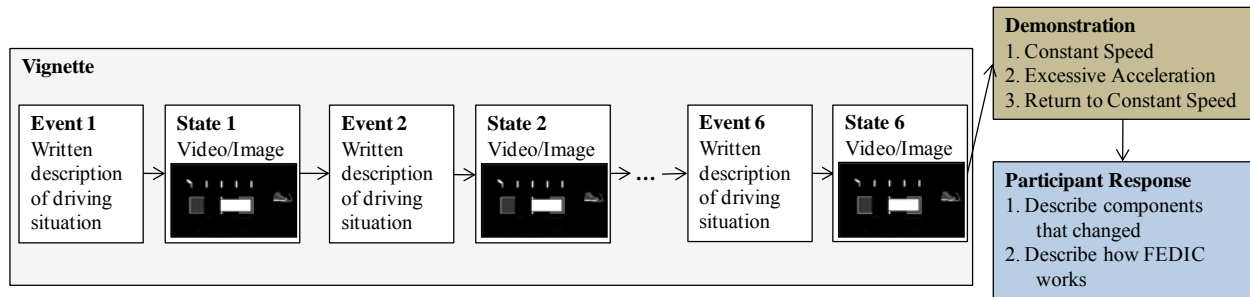 Vignette
Event 1
Written
description
of driving
situation
State 1
Video/Image
Event 2
Written
description
of driving
situation
State 2
Video/Image
...
Event 6
Written
description
of driving
situation
State 6
Video/Image
Demonstration
1. Constant Speed
2. Excessive Acceleration
3. Return to Constant Speed
Participant Response
1. Describe components
that changed
2. Describe how FEDIC
works